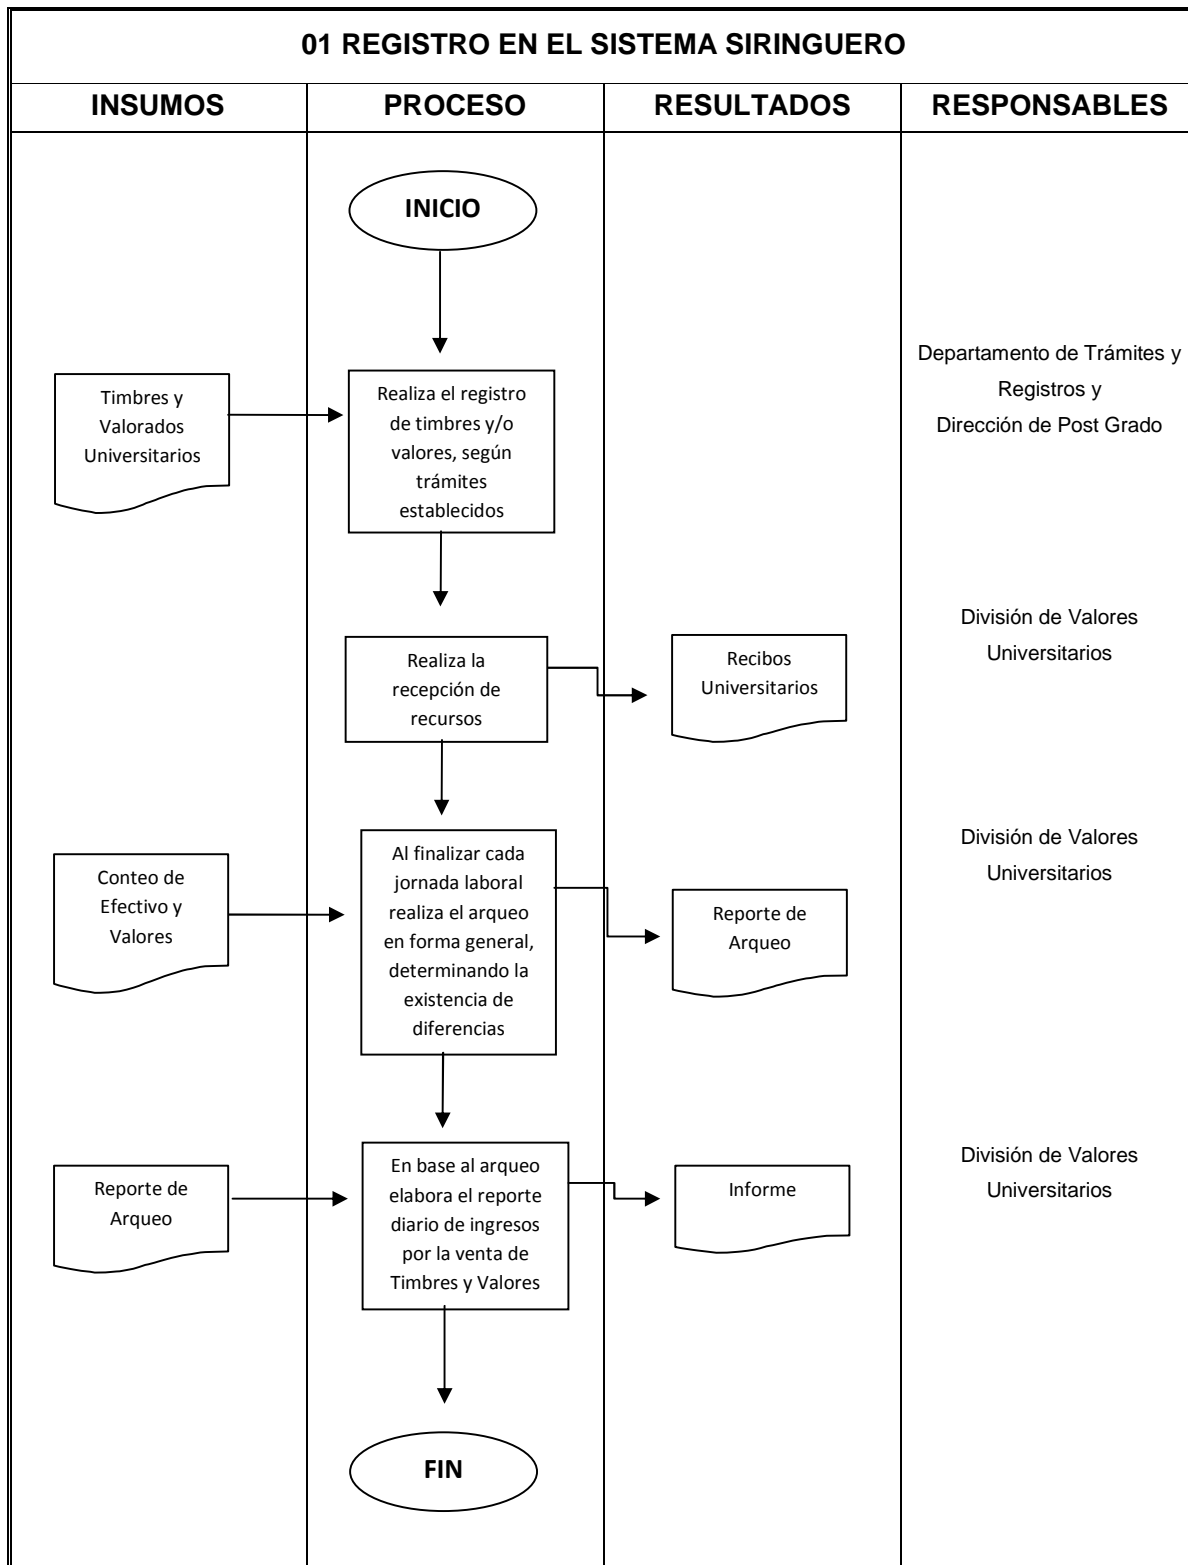 01 REGISTRO EN EL SISTEMA SIRINGUERO
INSUMOS
PROCESO
RESULTADOS
RESPONSABLES
INICIO
Timbres y
Valorados
Universitarios
Realiza el registro
de timbres y/o
valores, según
trámites
establecidos
Departamento de Trámites y
Registros y
Dirección de Post Grado
Realiza la
recepción de
recursos
Recibos
Universitarios
División de Valores
Universitarios
Conteo de
Efectivo y
Valores
Al finalizar cada
jornada laboral
realiza el arqueo
en forma general,
determinando la
existencia de
diferencias
Reporte de
Arqueo
División de Valores
Universitarios
Reporte de
Arqueo
En base al arqueo
elabora el reporte
diario de ingresos
por la venta de
Timbres y Valores
Informe
División de Valores
Universitarios
FIN